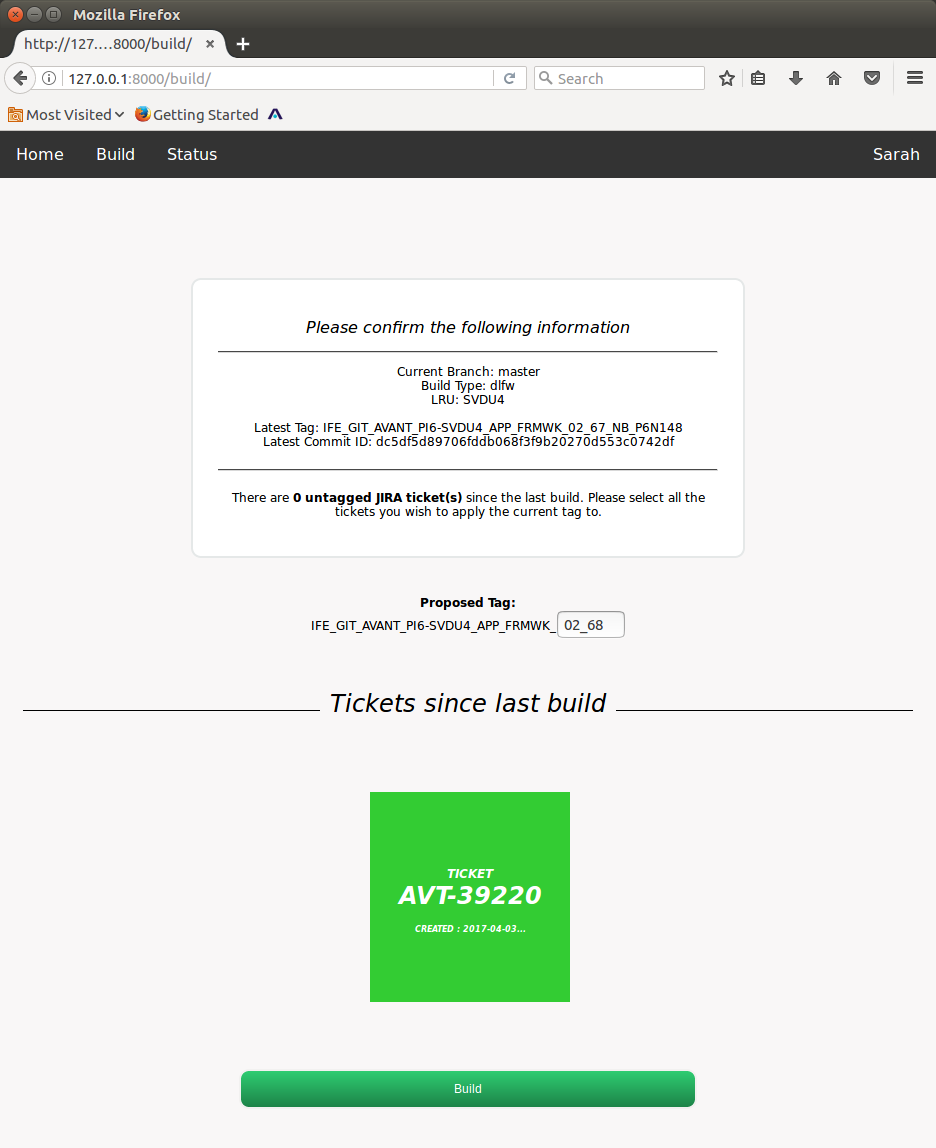 Mozilla Firefox
http://127....8000/build/
127.0.0.1:8000/build/
Search
Most Visited
Getting Started
Home
Build
Status
Sarah
Please confirm the following information
Current Branch: master
Build Type: dlfw
LRU: SVDU4
Latest Tag: IFE_GIT_AVANT_PI6-SVDU4_APP_FRMWK_02_67_NB_P6N148
Latest Commit ID: dc5df5d89706fddb068f3f9b20270d553c0742df
There are 0 untagged JIRA ticket(s) since the last build. Please select all the
tickets you wish to apply the current tag to.
Proposed Tag:
IFE_GIT_AVANT_PI6-SVDU4_APP_FRMWK_ 02_68
Tickets since last build
TICKET
AVT-39220
CREATED : 2017-04-03...
Build